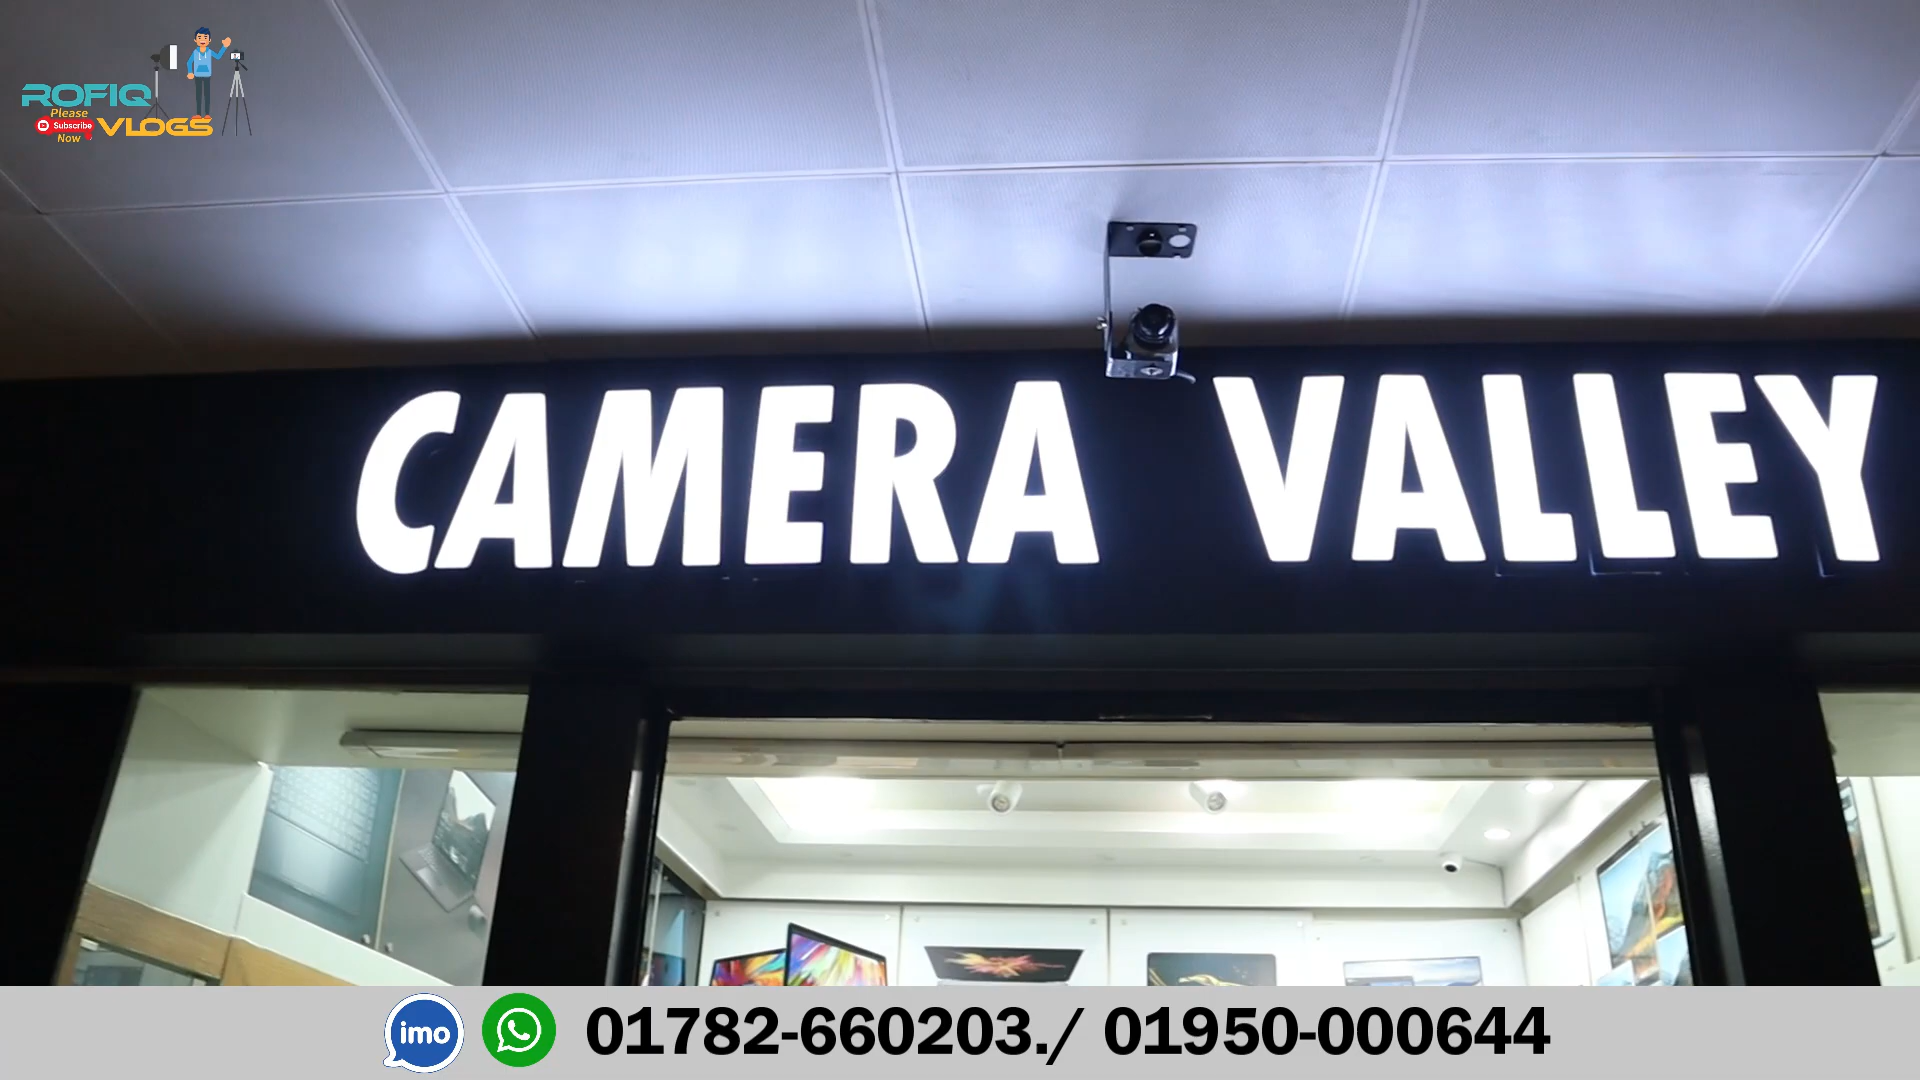 ROFIQ
Please
Subscribe
VLOGS
Now
CAMERA VALLEY
imo
01782-660203./ 01950-000644